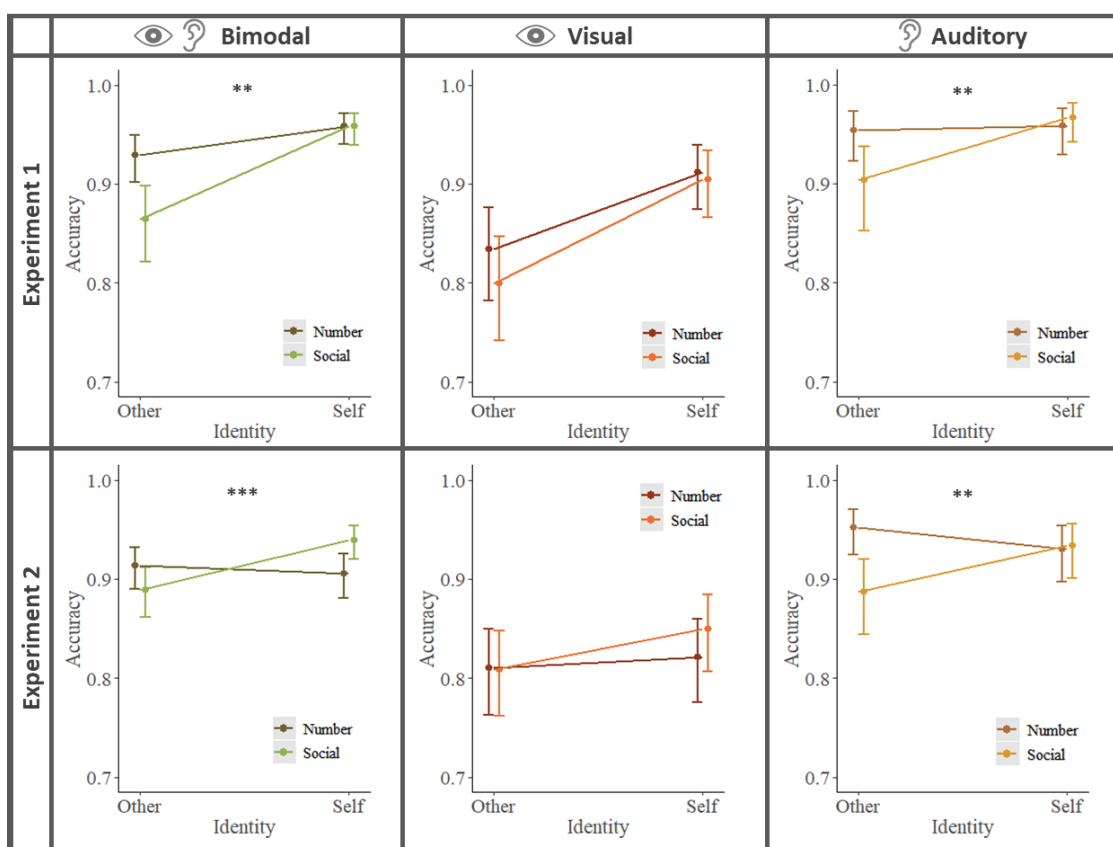 Bimodal
Visual
Auditory
Experiment 1
1.0
0.9
0.8
0.7
Accuracy
**
Number
Social
Other Self
Identity
1.0
0.9
0.8
0.7
Accuracy
Number
Social
Other Self
Identity
1.0
0.9
0.8
0.7
Accuracy
**
Number
Social
Other Self
Identity
Experiment 2
1.0
0.9
0.8
0.7
Accuracy
***
Number
Social
Other Self
Identity
1.0
0.9
0.8
0.7
Accuracy
Number
Social
Other Self
Identity
1.0
0.9
0.8
0.7
Accuracy
**
Number
Social
Other Self
Identity